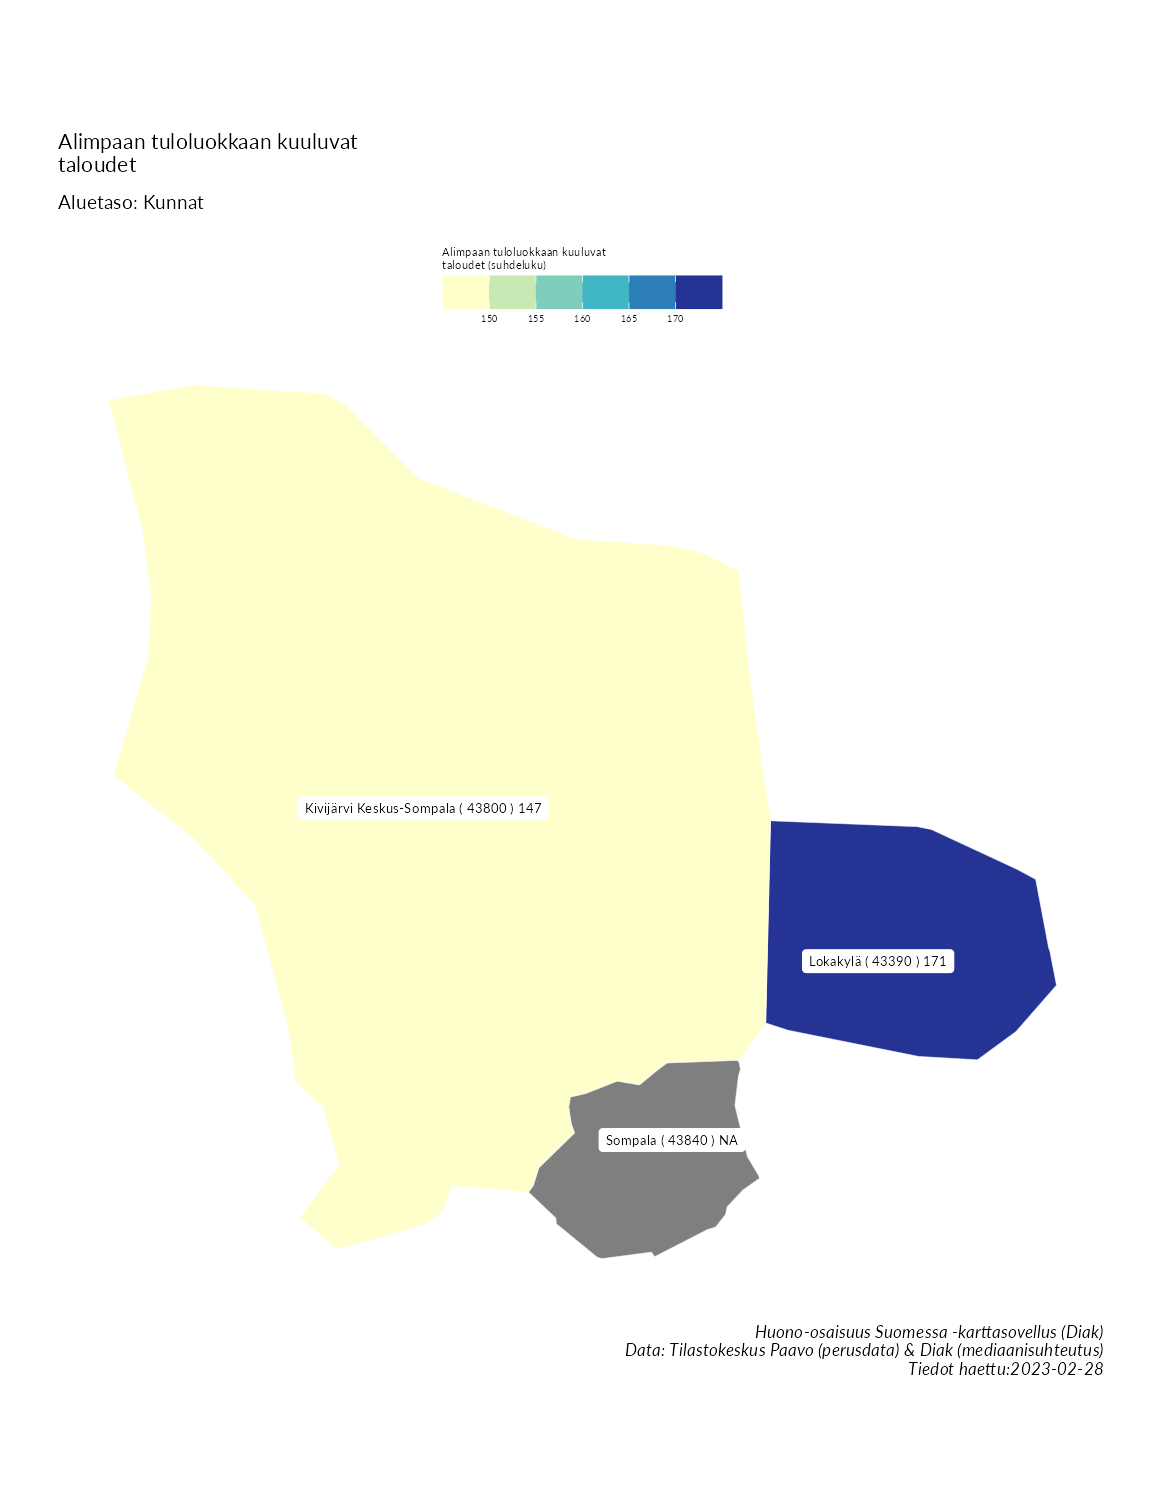 Alimpaan tuloluokkaan kuuluvat
taloudet
Aluetaso: Kunnat
Alimpaan tuloluokkaan kuuluvat
taloudet (suhdeluku)
150 155 160 165 170
Kivijärvi Keskus-Sompala ( 43800 ) 147
Lokakylä ( 43390 ) 171
Sompala ( 43840 ) NA
Huono-osaisuus Suomessa -karttasovellus (Diak)
Data: Tilastokeskus Paavo (perusdata) & Diak (mediaanisuhteutus)
Tiedot haettu:2023-02-28